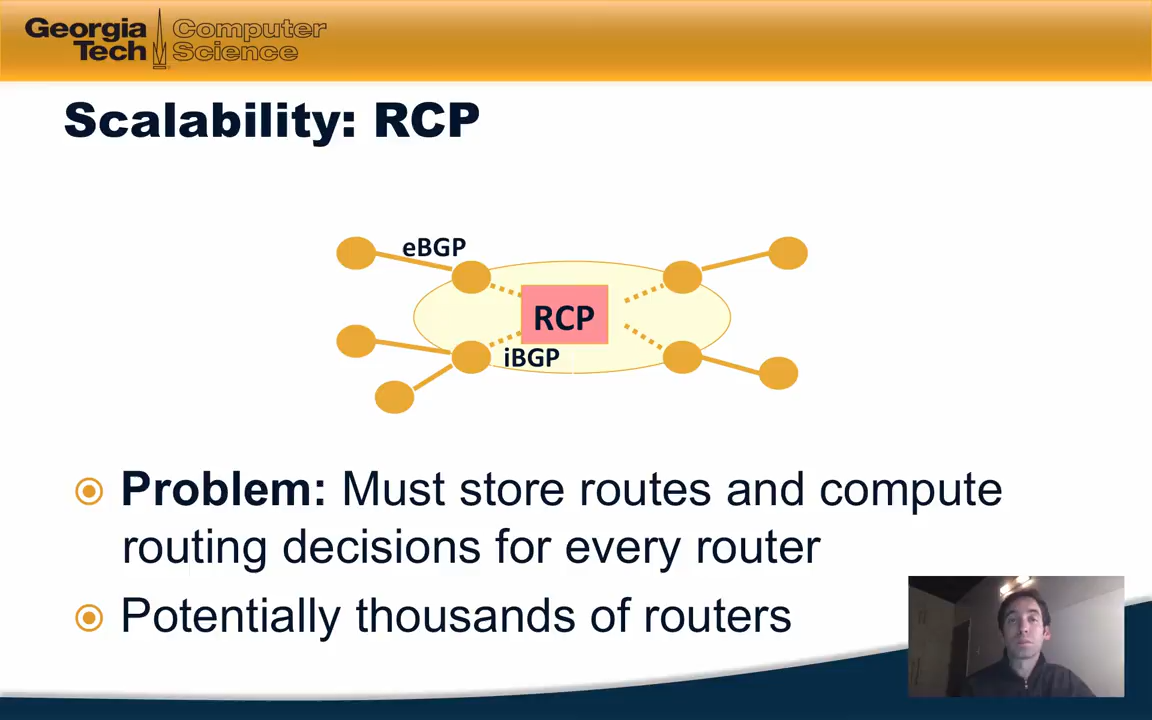 Georgia Tech
Computer Science
Scalability: RCP
eBGP
RCP
iBGP
Problem: Must store routes and compute
routing decisions for every router
Potentially thousands of routers